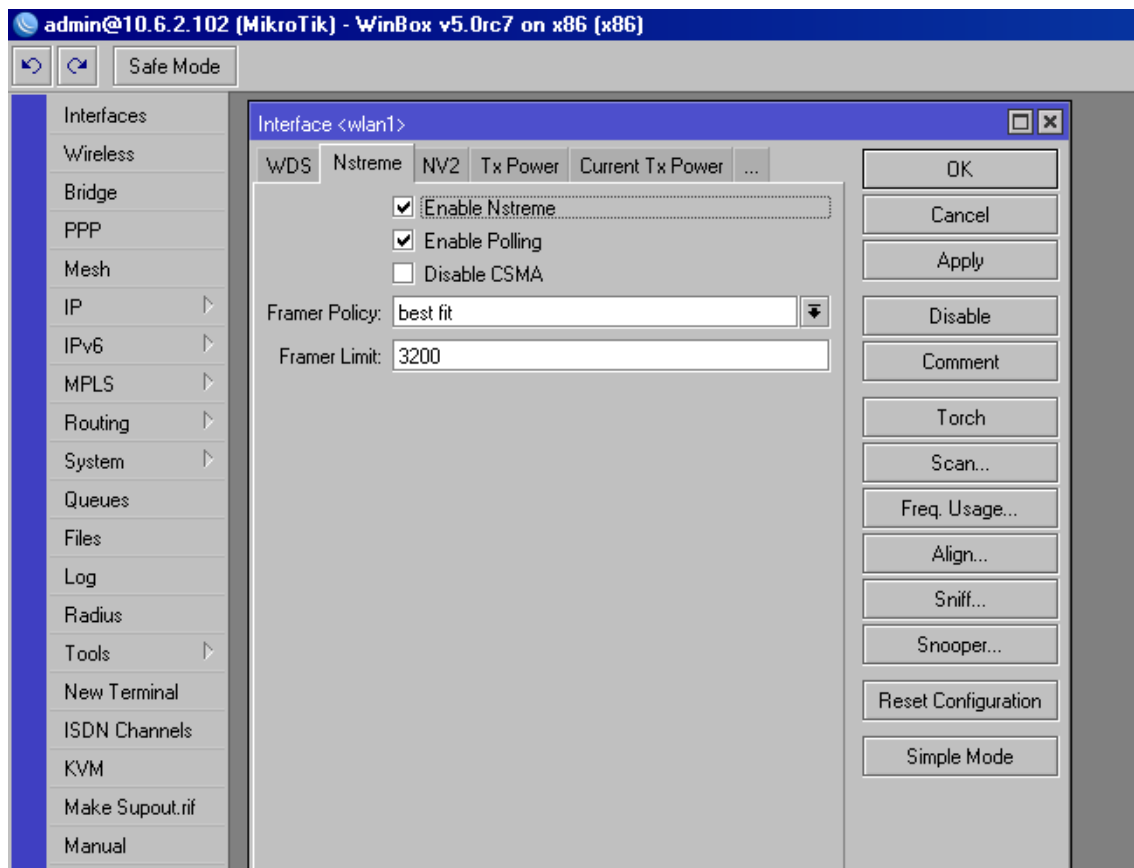 admin@10.6.2.102 (MikroTik) - WinBox v5.0rc7 on x86 (x86)
Safe Mode
Interfaces
Wireless
Bridge
PPP
Mesh
IP
IPv6
MPLS
Routing
System
Queues
Files
Log
Radius
Tools
New Terminal
ISDN Channels
KVM
Make Supout.rif
Manual
Interface <wlan1>
WDS Nstreme NV2 Tx Power Current Tx Power ...
Enable Nstreme
Enable Polling
Disable CSMA
Framer Policy: best fit
Framer Limit: 3200
OK
Cancel
Apply
Disable
Comment
Torch
Scan...
Freq. Usage...
Align...
Sniff...
Snooper...
Reset Configuration
Simple Mode